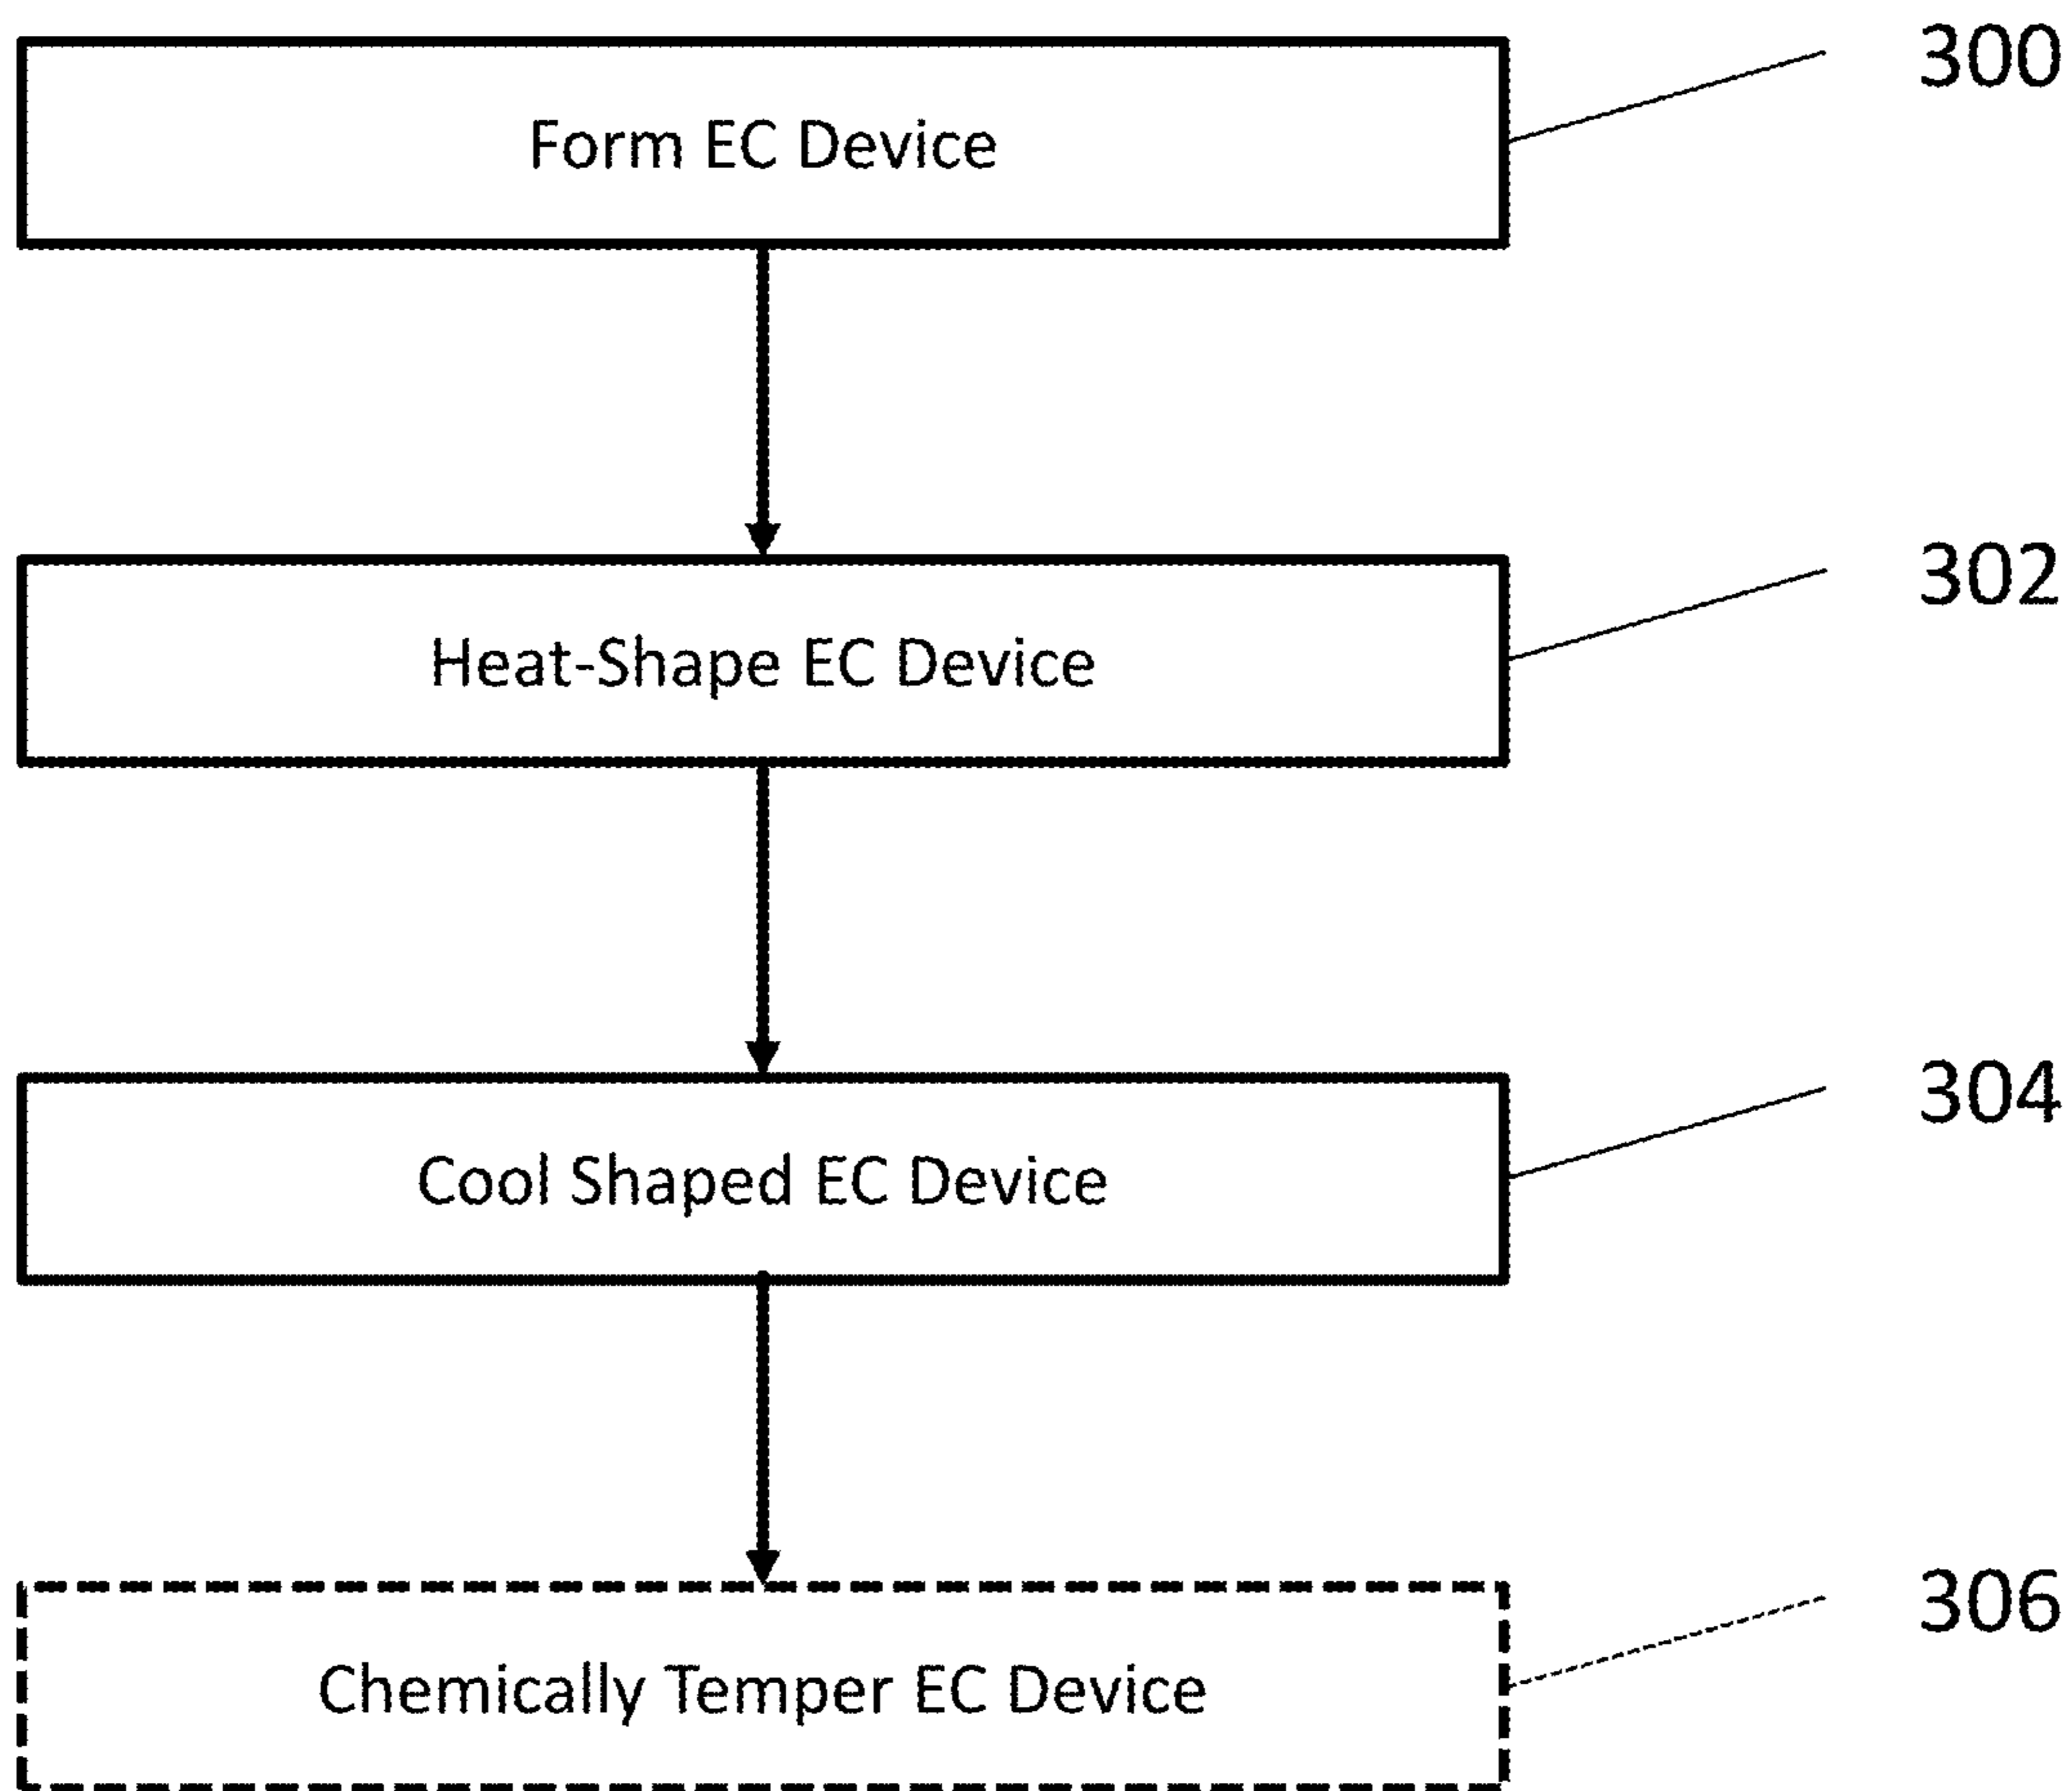 Form EC Device
300
Heat-Shape EC Device
302
Cool Shaped EC Device
304
Chemically Temper EC Device
306